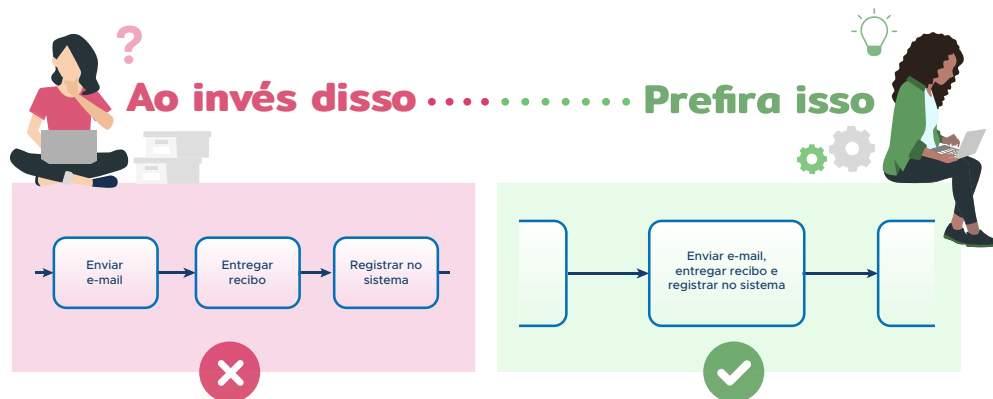 ?
Ao invés disso
Prefira isso
Enviar
e-mail
Entregar
recibo
Registrar no
sistema
Enviar e-mail,
entregar recibo e
registrar no sistema